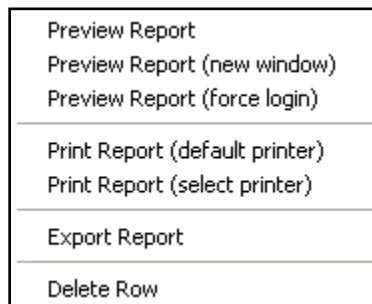 Preview Report
Preview Report (new window)
Preview Report (force login)
Print Report (default printer)
Print Report (select printer)
Export Report
Delete Row